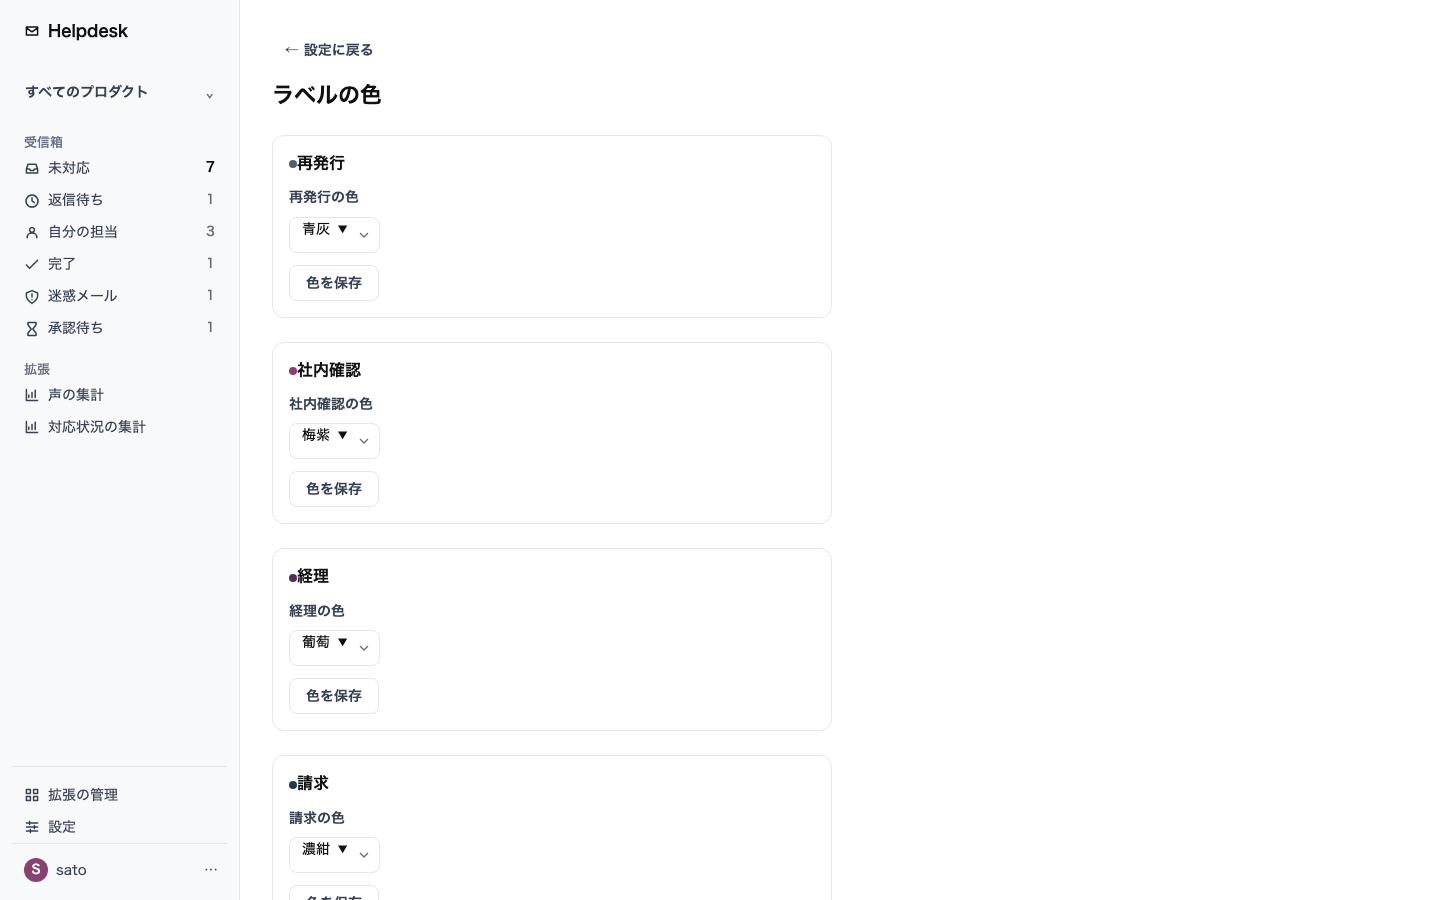 Helpdesk
すべてのプロダクト
受信箱
未対応 7
返信待ち 1
自分の担当 3
完了 1
迷惑メール 1
承認待ち 1
拡張
声の集計
対応状況の集計
拡張の管理
設定
S sato ...
← 設定に戻る
ラベルの色
再発行
再発行の色
青灰 ▼
色を保存
社内確認
社内確認の色
梅紫 ▼
色を保存
経理
経理の色
葡萄 ▼
色を保存
請求
請求の色
濃紺 ▼
色を保存